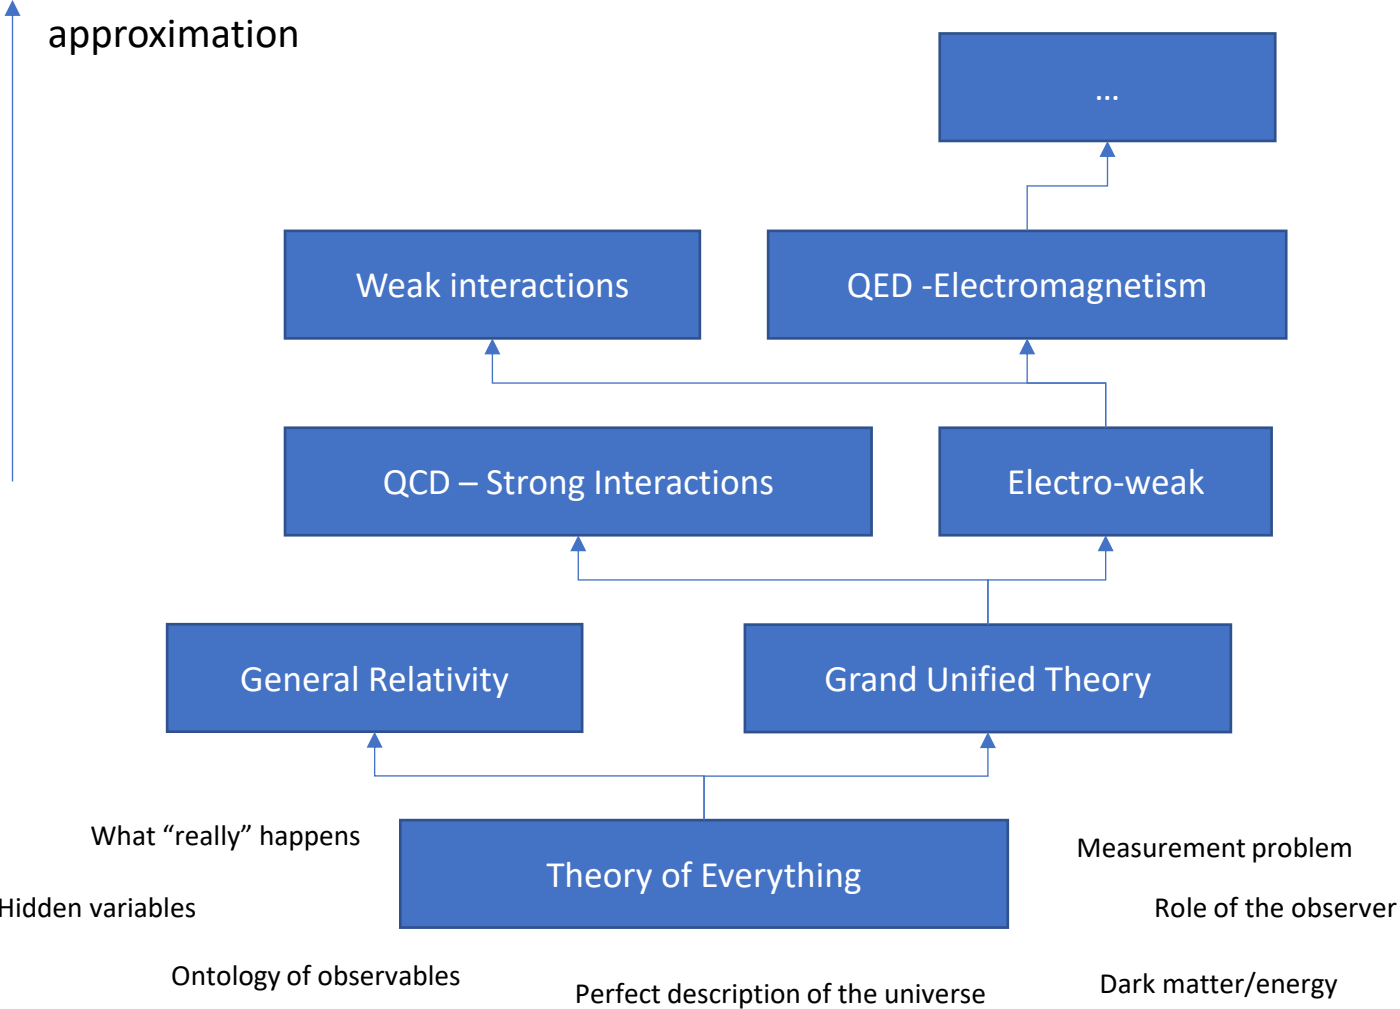 approximation
...
Weak interactions
QED -Electromagnetism
QCD – Strong Interactions
Electro-weak
General Relativity
Grand Unified Theory
What “really” happens
Theory of Everything
Measurement problem
Hidden variables
Role of the observer
Ontology of observables
Perfect description of the universe
Dark matter/energy